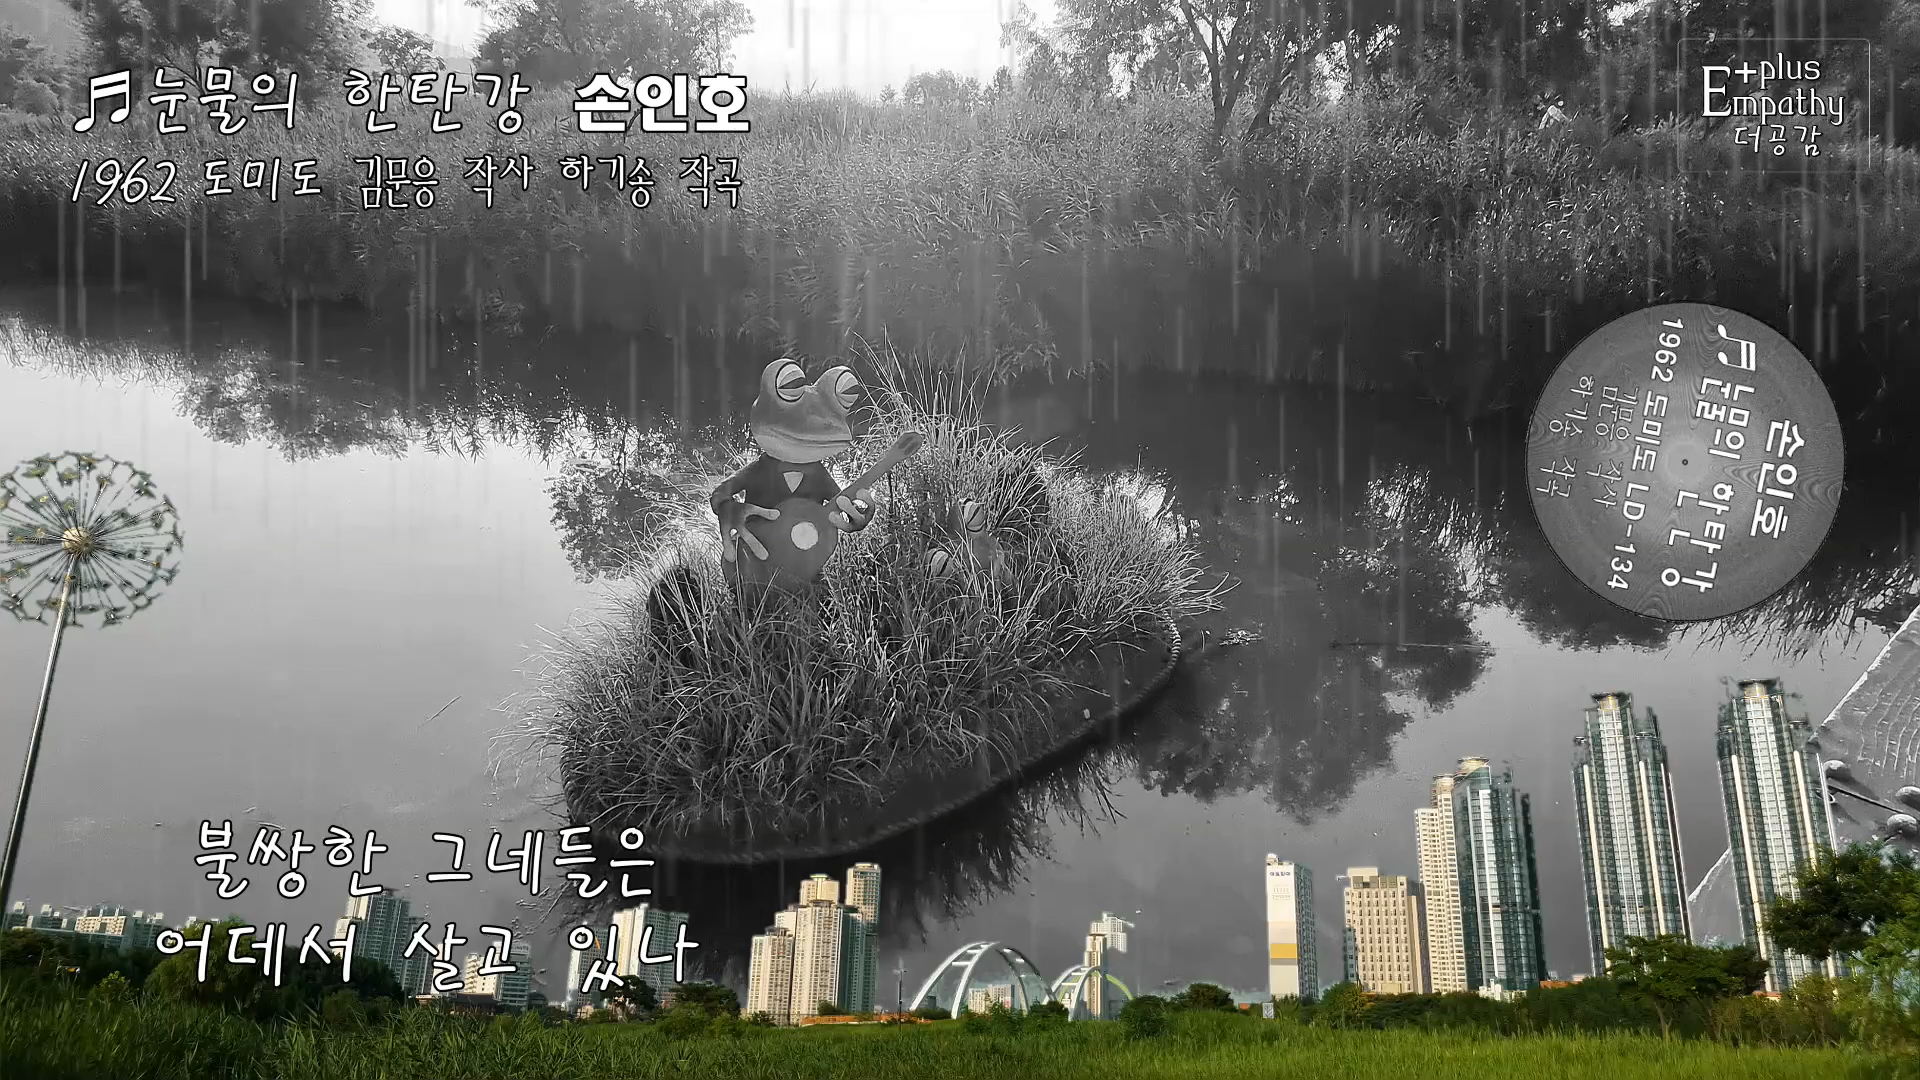 ♬눈물의 한탄강 손인호
1962 도미도 김문응 작사 하기송 작곡
E+plus
Empathy
더공감
손인호
♬눈물의 한탄강
1962 도미도 LD-134
김문응 작사
하기송 작곡
불쌍한 그네들은
어데서 살고 있나